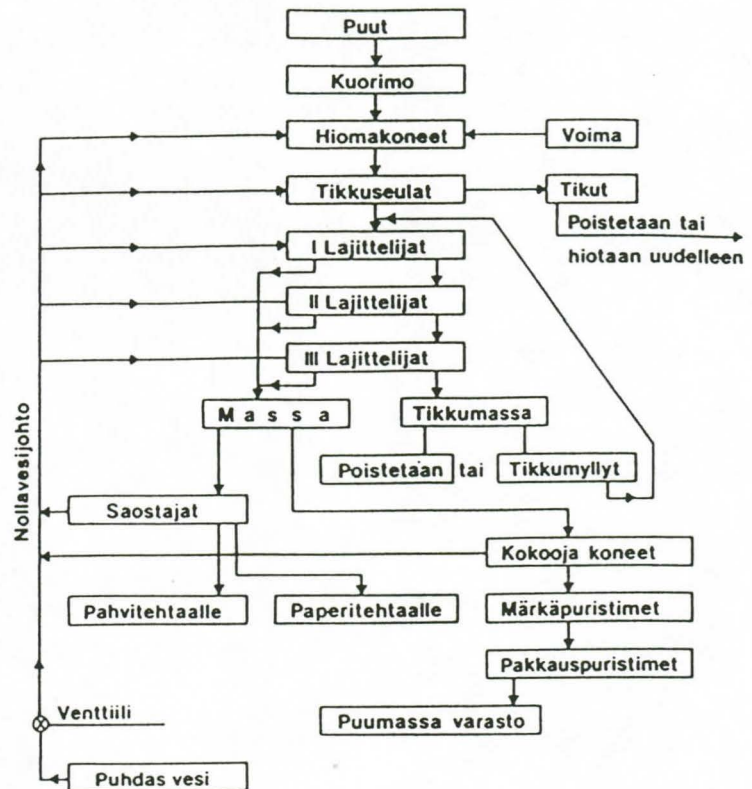 Puut
Kuorimo
Hiomakoneet
Voima
Tikkuseulat
Tikut
Poistetaan tai
hiotaan uudelleen
I Lajittelijat
II Lajittelijat
III Lajittelijat
Massa
Tikkumassa
Poistetaan tai Tikkumyllyt
Nollavesijohto
Saostajat
Kokooja koneet
Pahvitehtaalle
Paperitehtaalle
Märkäpuristimet
Pakkauspuristimet
Venttiili
Puumassa varasto
Puhdas vesi